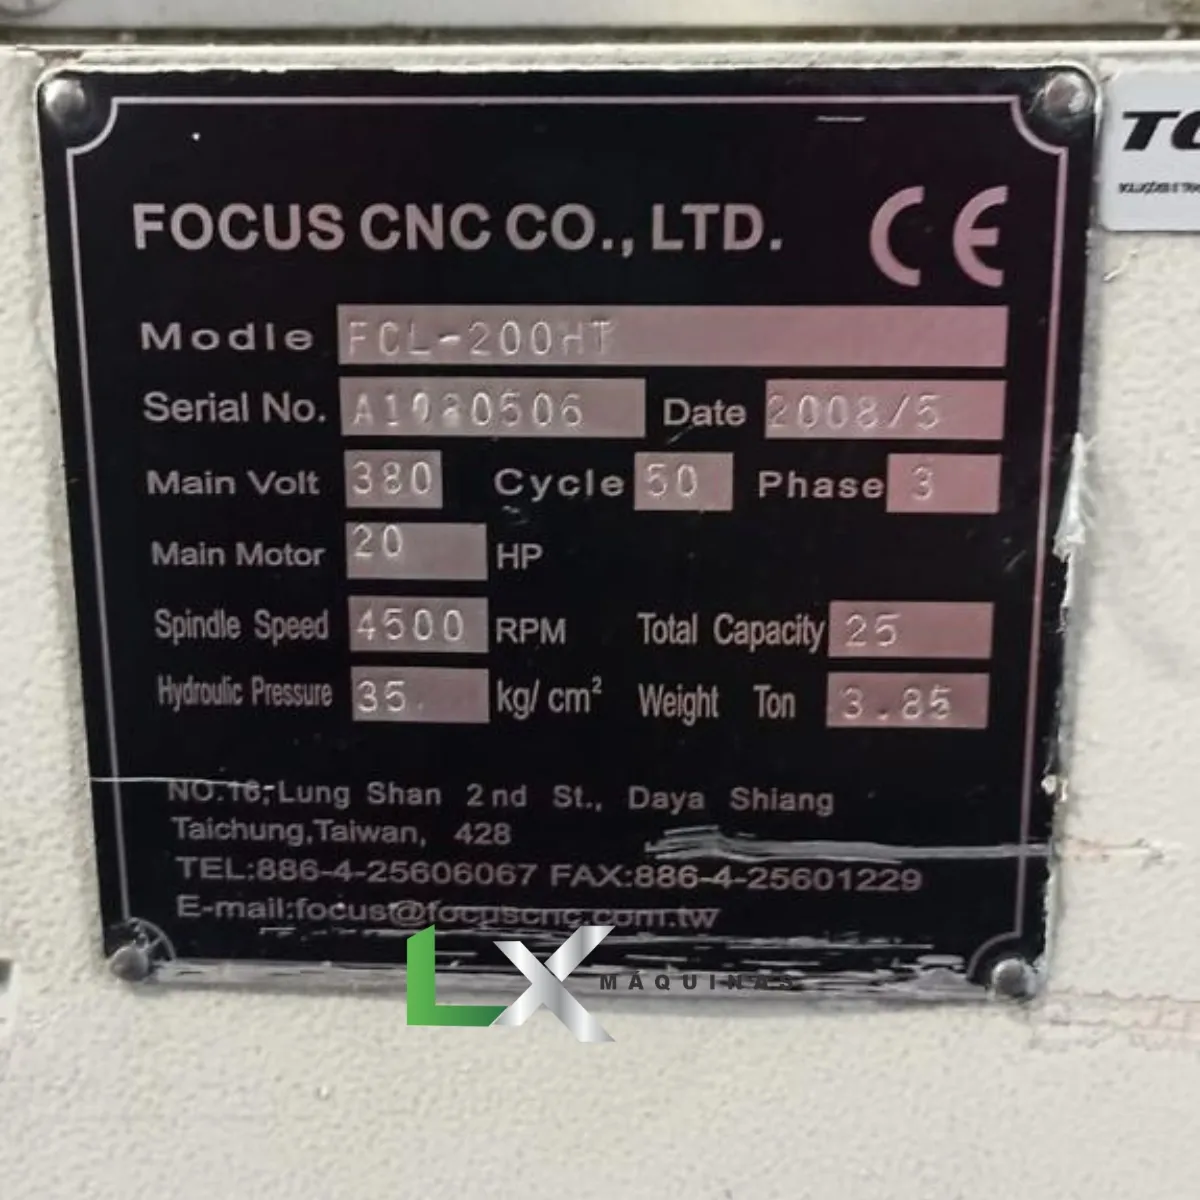 FOCUS CNC CO., LTD. CE
Modle FCL-200HT
Serial No. A1080506 Date 2008/5
Main Volt 380 Cycle 50 Phase 3
Main Motor 20 HP
Spindle Speed 4500 RPM Total Capacity 25
Hydroulic Pressure 35 kg/cm² Weight Ton 3.85
NO.16, Lung Shan 2nd St., Daya Shiang
Taichung,Taiwan, 428
TEL:886-4-25606067 FAX:886-4-25601229
E-mail:focus@focuscnc.com.tw
LX MÁQUINAS